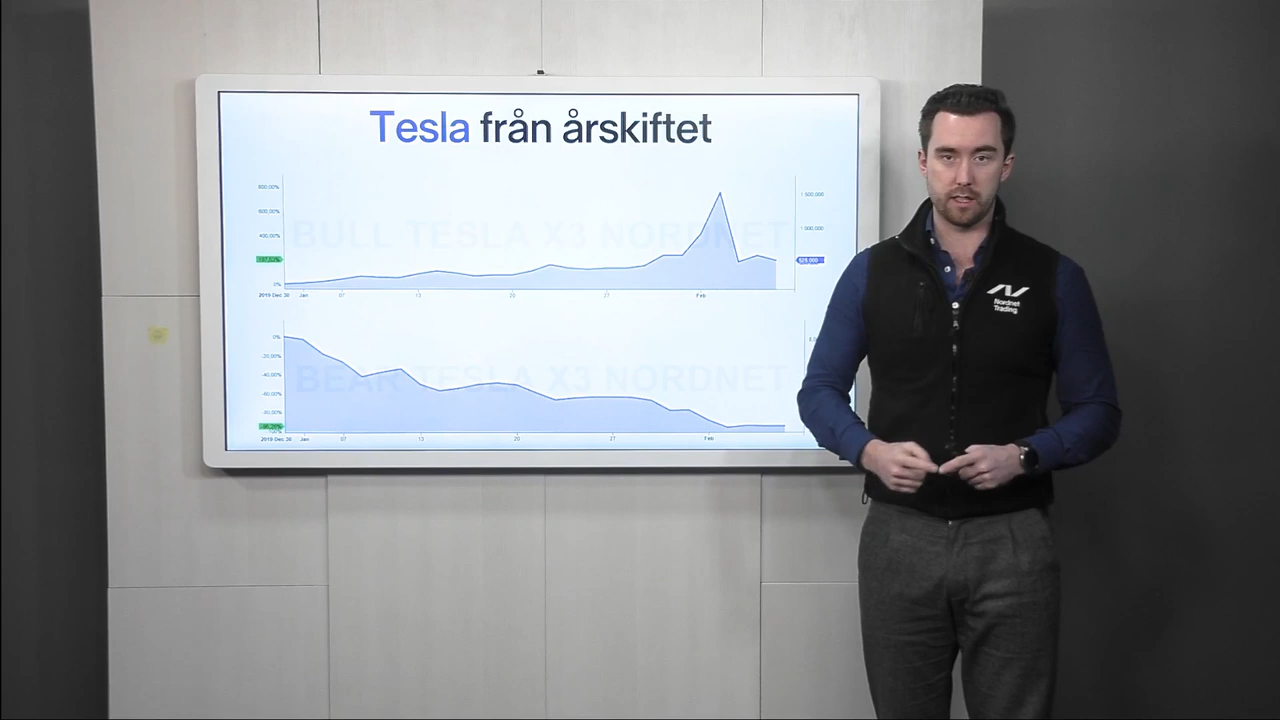 Tesla från årskiftet
800,00%
600,00%
400,00%
0%
1 500,000
1 000,000
BULL TESLA X3 NORDNET
2019 Dec 30 Jan 07 13 20 27 Feb
0%
-20,00%
-40,00%
-60,00%
-80,00%
BEAR TESLA X3 NORDNET
2019 Dec 30 Jan 07 13 20 27 Feb
Nordnet
Trading